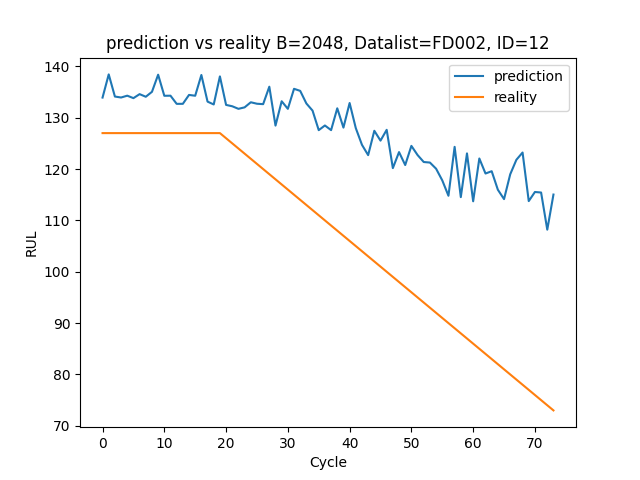 prediction vs reality B=2048, Datalist=FD002, ID=12
prediction
reality
140
130
120
110
100
90
80
70
RUL
0 10 20 30 40 50 60 70
Cycle